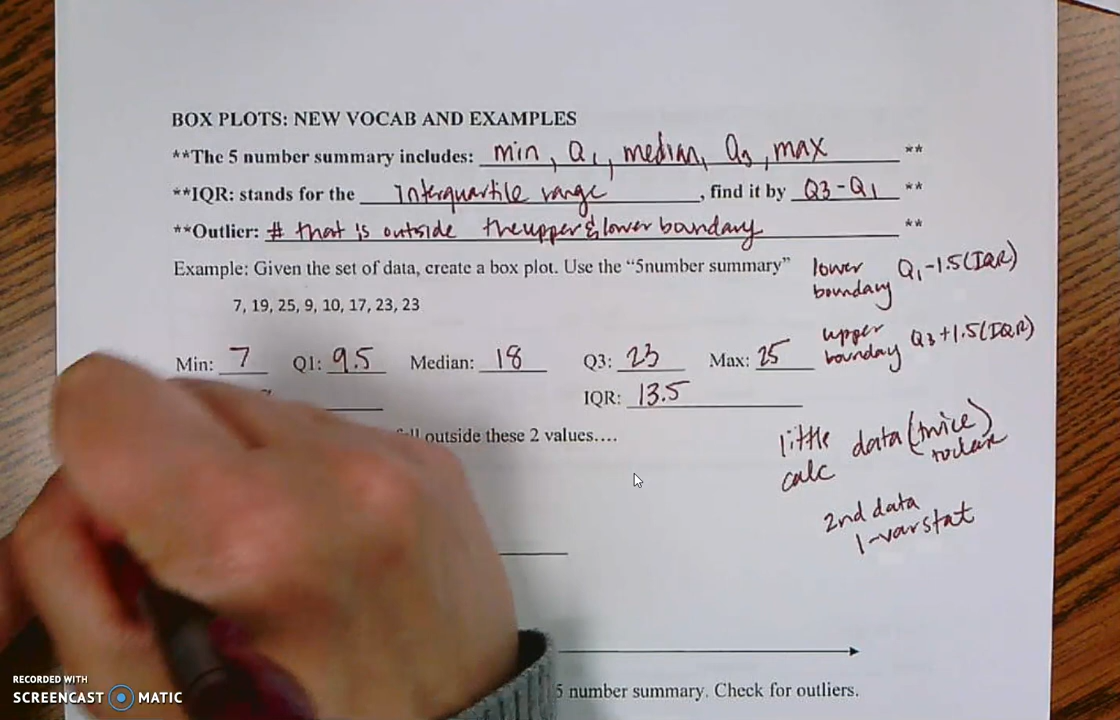 BOX PLOTS: NEW VOCAB AND EXAMPLES
**The 5 number summary includes: min, Q1, median, Q3, max **
**IQR: stands for the Interquartile range, find it by Q3-Q1 **
**Outlier: # that is outside the upper & lower boundary **
Example: Given the set of data, create a box plot. Use the “5number summary”
lower boundary Q1-1.5(IQR)
7, 19, 25, 9, 10, 17, 23, 23
upper boundary Q3+1.5(IQR)
Min: 7 Q1: 9.5 Median: 18 Q3: 23 Max: 25
IQR: 13.5
outside these 2 values….
little data (twice)
calc to clear
2nd data
1-var stat
5 number summary. Check for outliers.
RECORDED WITH
SCREENCAST MATIC